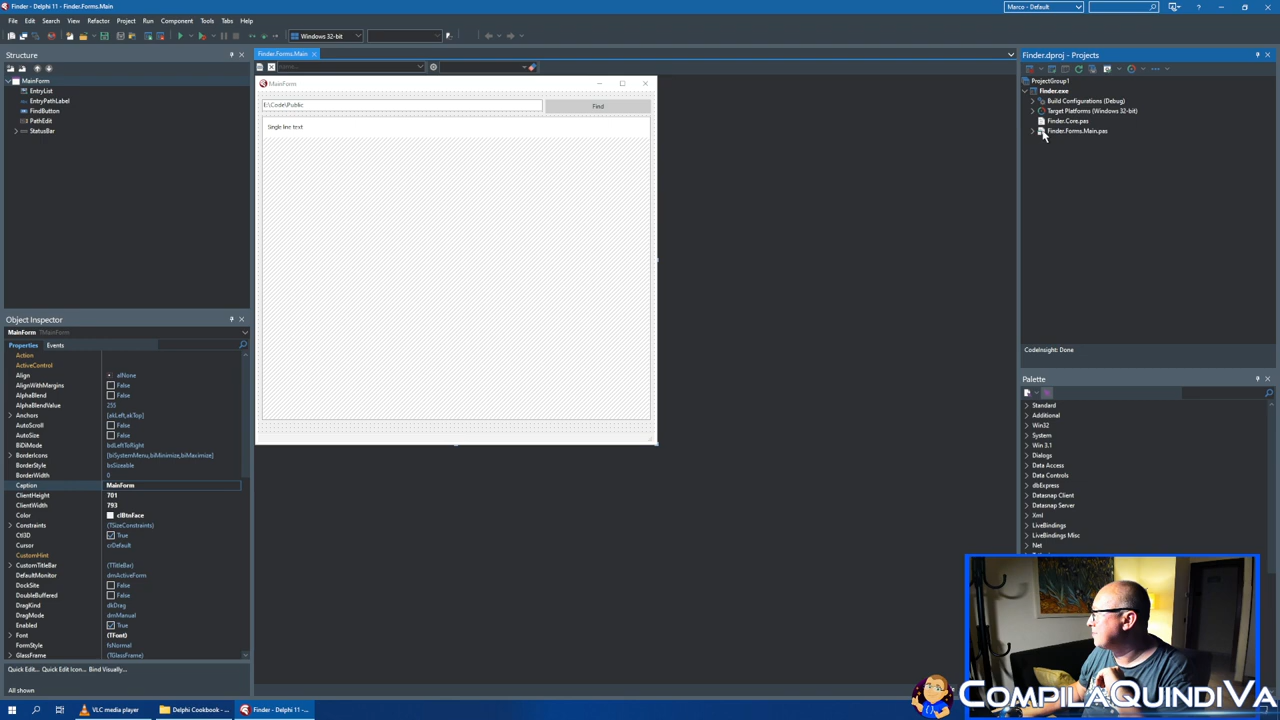 Finder - Delphi 11 - Finder.Forms.Main
Marco - Default
File Edit Search View Refactor Project Run Component Tools Tabs Help
Windows 32-bit
Structure
MainForm
EntryList
EntryPathLabel
FindButton
PathEdit
StatusBar
Finder.Forms.Main
MainForm
E:\Code\Public
Find
Single line text
Finder.dproj - Projects
ProjectGroup1
Finder.exe
Build Configurations (Debug)
Target Platforms (Windows 32-bit)
Finder.Core.pas
Finder.Forms.Main.pas
CodeInsight: Done
Object Inspector
MainForm TMainForm
Properties Events
Action
ActiveControl
Align alNone
AlignWithMargins False
AlphaBlend False
AlphaBlendValue 255
Anchors [akLeft,akTop]
AutoScroll False
AutoSize False
BiDiMode bdLeftToRight
BorderIcons [biSystemMenu,biMinimize,biMaximize]
BorderStyle bsSizeable
BorderWidth 0
Caption MainForm
ClientHeight 701
ClientWidth 793
Color clBtnFace
Constraints (TSizeConstraints)
Ctl3D True
Cursor crDefault
CustomHint
CustomTitleBar (TTitleBar)
DefaultMonitor dmActiveForm
DockSite False
DoubleBuffered False
DragKind dkDrag
DragMode dmManual
Enabled True
Font (TFont)
FormStyle fsNormal
GlassFrame (TGlassFrame)
Quick Edit... Quick Edit Icon... Bind Visually...
All shown
Palette
Standard
Additional
Win32
System
Win 3.1
Dialogs
Data Access
Data Controls
dbExpress
Datasnap Client
Datasnap Server
Xml
LiveBindings
LiveBindings Misc
Net
COMPILAQUINDIVA
VLC media player
Delphi Cookbook - ...
Finder - Delphi 11 -...